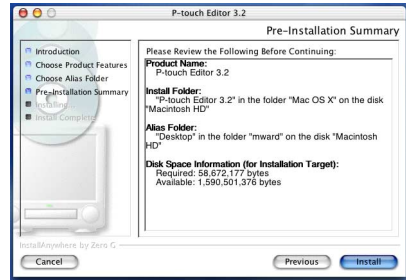 P-touch Editor 3.2
Pre-Installation Summary
Introduction
Choose Product Features
Choose Alias Folder
Pre-Installation Summary
Installing...
Install Complete
Please Review the Following Before Continuing:
Product Name:
P-touch Editor 3.2
Install Folder:
"P-touch Editor 3.2" in the folder "Mac OS X" on the disk
"Macintosh HD"
Alias Folder:
"Desktop" in the folder "mward" on the disk "Macintosh
HD"
Disk Space Information (for Installation Target):
Required: 58,672,177 bytes
Available: 1,590,501,376 bytes
InstallAnywhere by Zero G
Cancel
Previous
Install